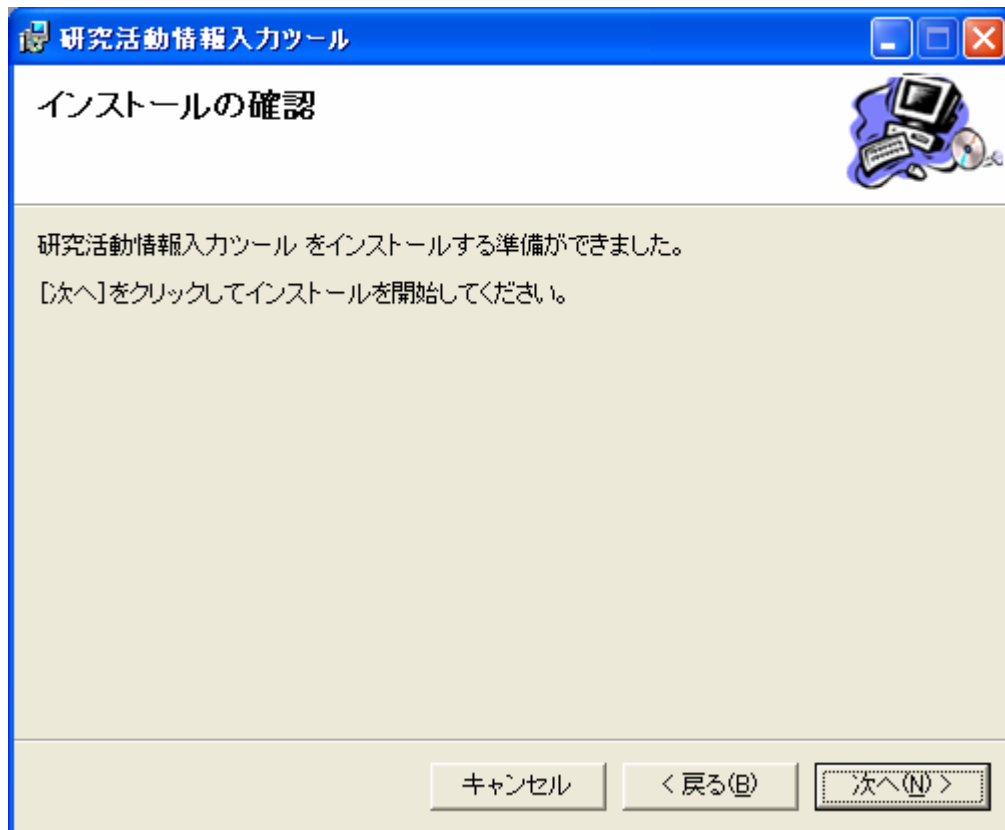 研究活動情報入力ツール
インストールの確認
研究活動情報入力ツール をインストールする準備ができました。
[次へ]をクリックしてインストールを開始してください。
キャンセル
< 戻る(B)
次へ(N) >